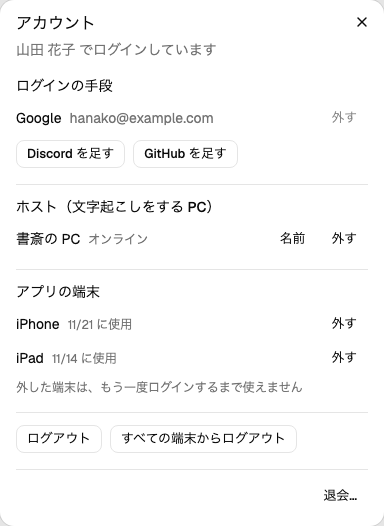 アカウント
山田 花子 でログインしています
ログインの手段
Google hanako@example.com 外す
Discord を足す GitHub を足す
ホスト（文字起こしをする PC）
書斎の PC オンライン 名前 外す
アプリの端末
iPhone 11/21 に使用 外す
iPad 11/14 に使用 外す
外した端末は、もう一度ログインするまで使えません
ログアウト すべての端末からログアウト
退会…